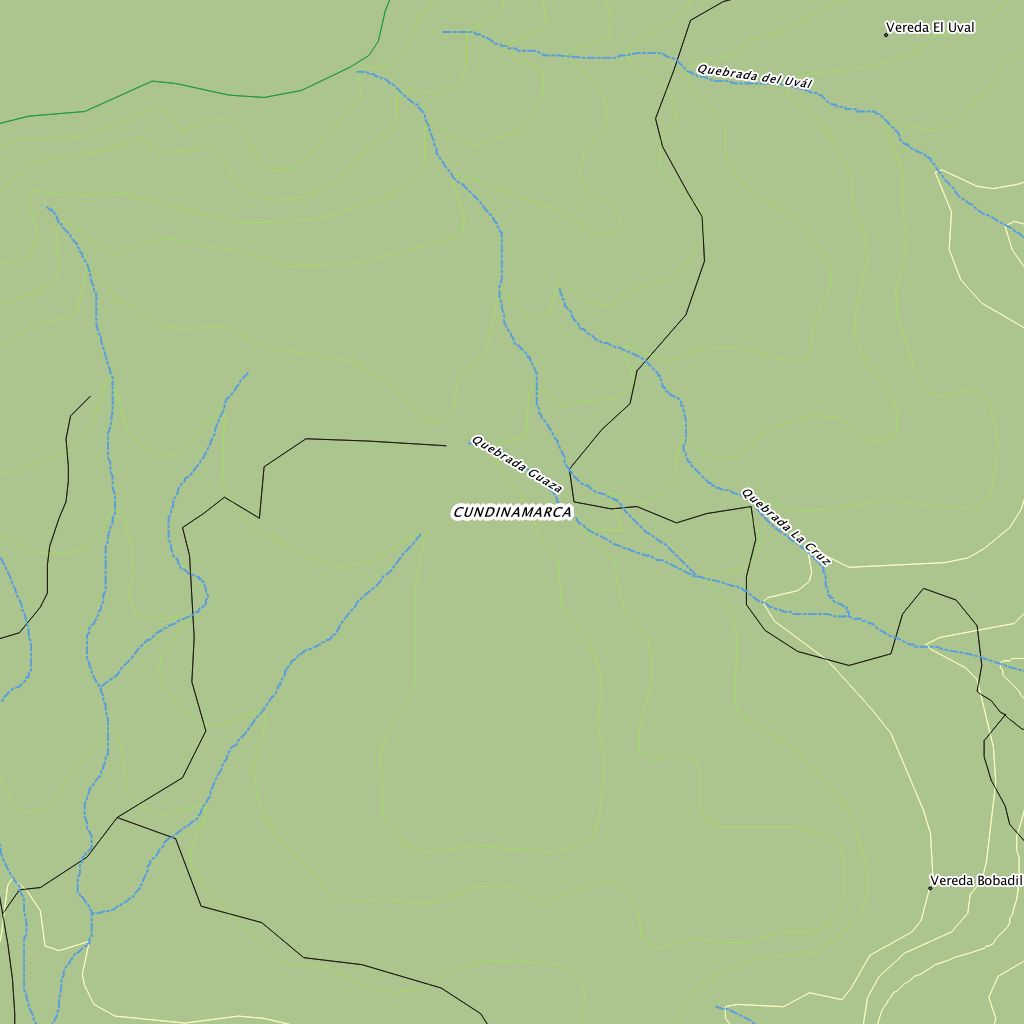 Vereda El Uval
Quebrada del Uvál
Quebrada Guaza
CUNDINAMARCA
Quebrada La Cruz
Vereda Bobadil